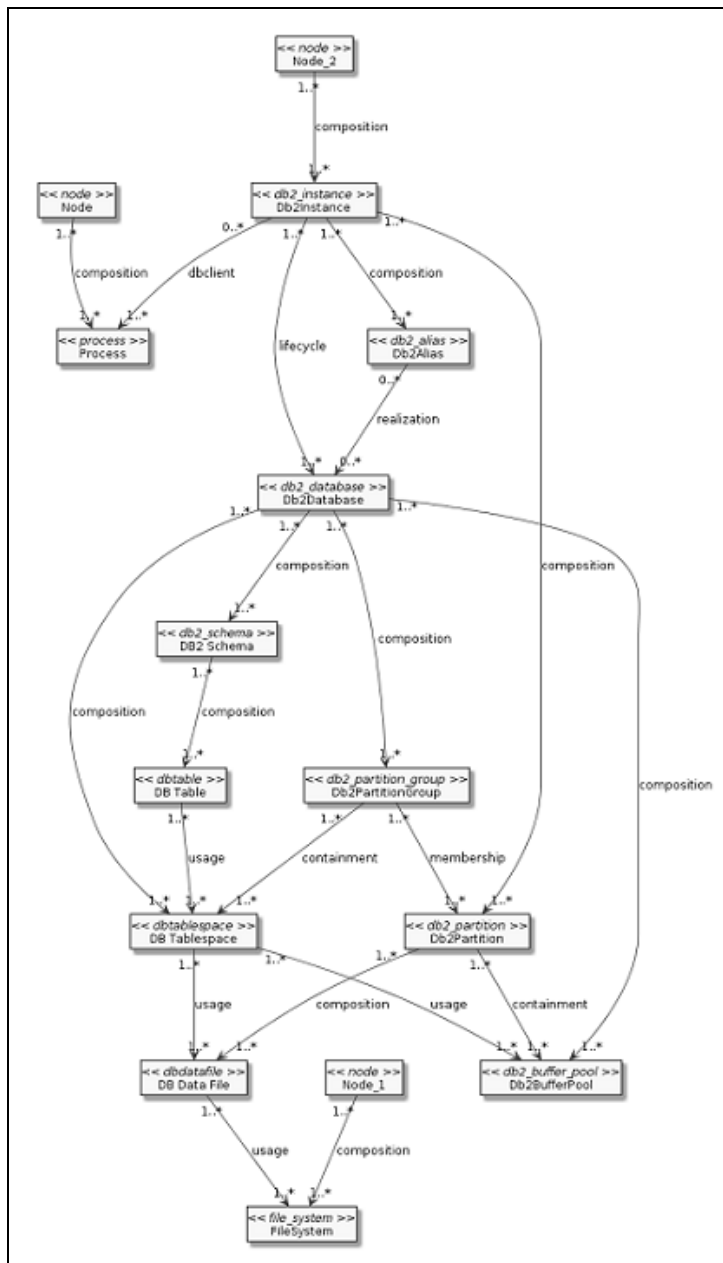 << node >>
Node_2
1..*
composition
1..*
<< node >>
Node
<< db2_instance >>
Db2Instance
1..*
0..*
1..*
1..*
1..*
composition
dbclient
composition
1..*
1..*
1..*
<< process >>
Process
lifecycle
<< db2_alias >>
Db2Alias
0..*
realization
1..*
0..*
<< db2_database >>
Db2Database
1..*
1..*
1..*
1..*
composition
composition
1..*
<< db2_schema >>
DB2 Schema
composition
1..*
composition
composition
composition
1..*
1..*
<< dbtable >>
DB Table
<< db2_partition_group >>
Db2PartitionGroup
1..*
1..*
1..*
usage
containment
membership
1..*
1..*
1..*
1..*
1..*
<< dbtablespace >>
DB Tablespace
<< db2_partition >>
Db2Partition
1..*
1..*
1..*
1..*
usage
composition
usage
containment
1..*
1..*
1..*
1..*
1..*
<< dbdatafile >>
DB Data File
<< node >>
Node_1
<< db2_buffer_pool >>
Db2BufferPool
1..*
1..*
usage
composition
1..*
1..*
<< file_system >>
FileSystem